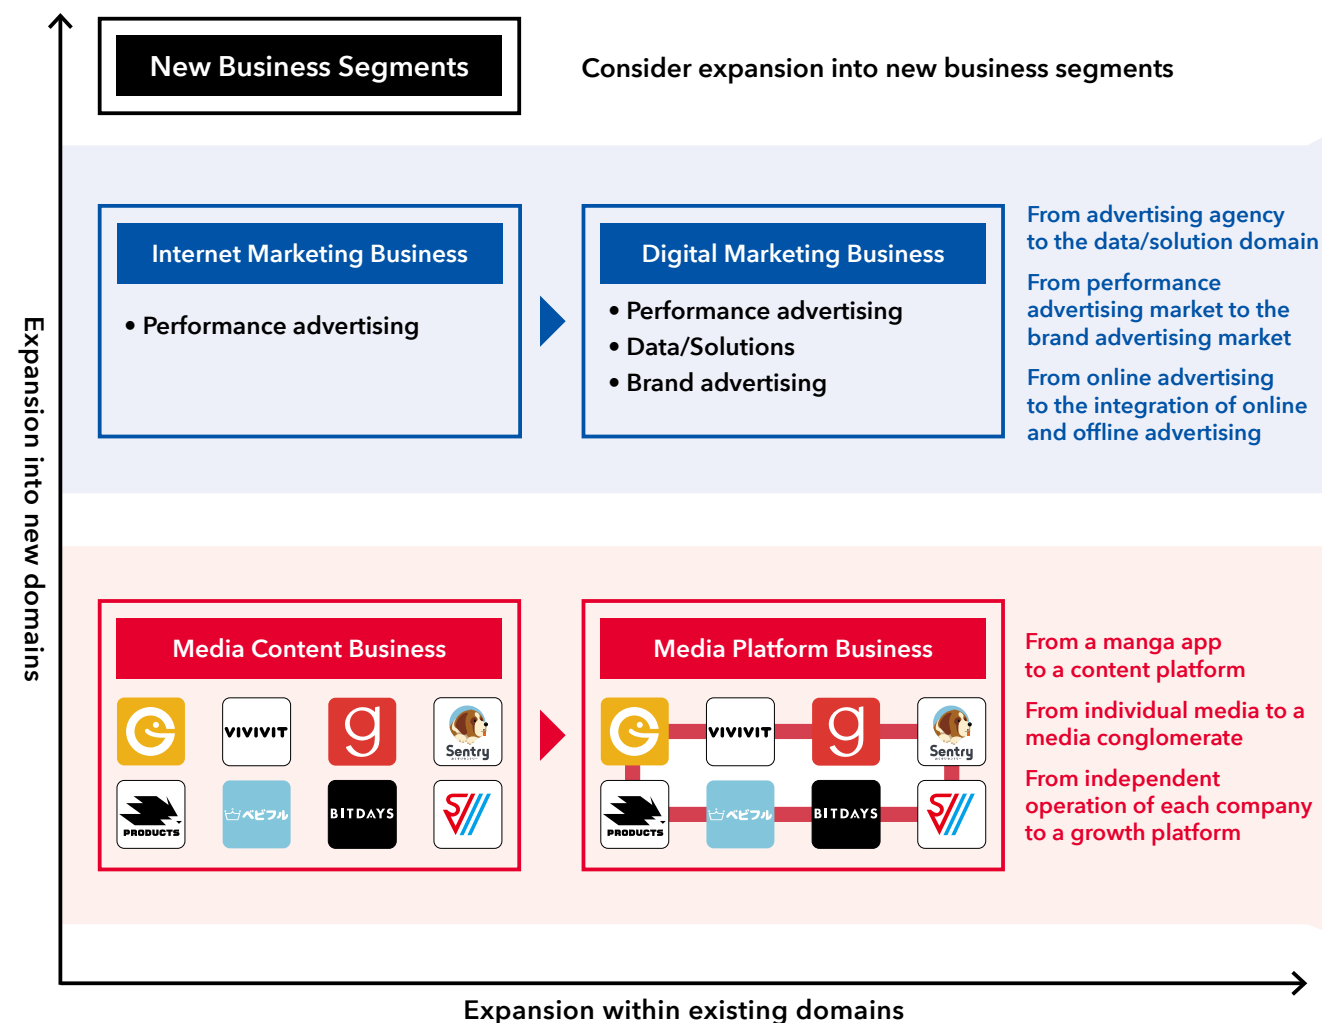 New Business Segments
Consider expansion into new business segments
Internet Marketing Business
• Performance advertising
Digital Marketing Business
• Performance advertising
• Data/Solutions
• Brand advertising
From advertising agency
to the data/solution domain
From performance
advertising market to the
brand advertising market
From online advertising
to the integration of online
and offline advertising
Expansion into new domains
Media Content Business
VIVIVIT
g
Sentry
PRODUCTS
ベビフル
BITDAYS
Media Platform Business
VIVIVIT
g
Sentry
PRODUCTS
ベビフル
BITDAYS
From a manga app
to a content platform
From individual media to a
media conglomerate
From independent
operation of each company
to a growth platform
Expansion within existing domains